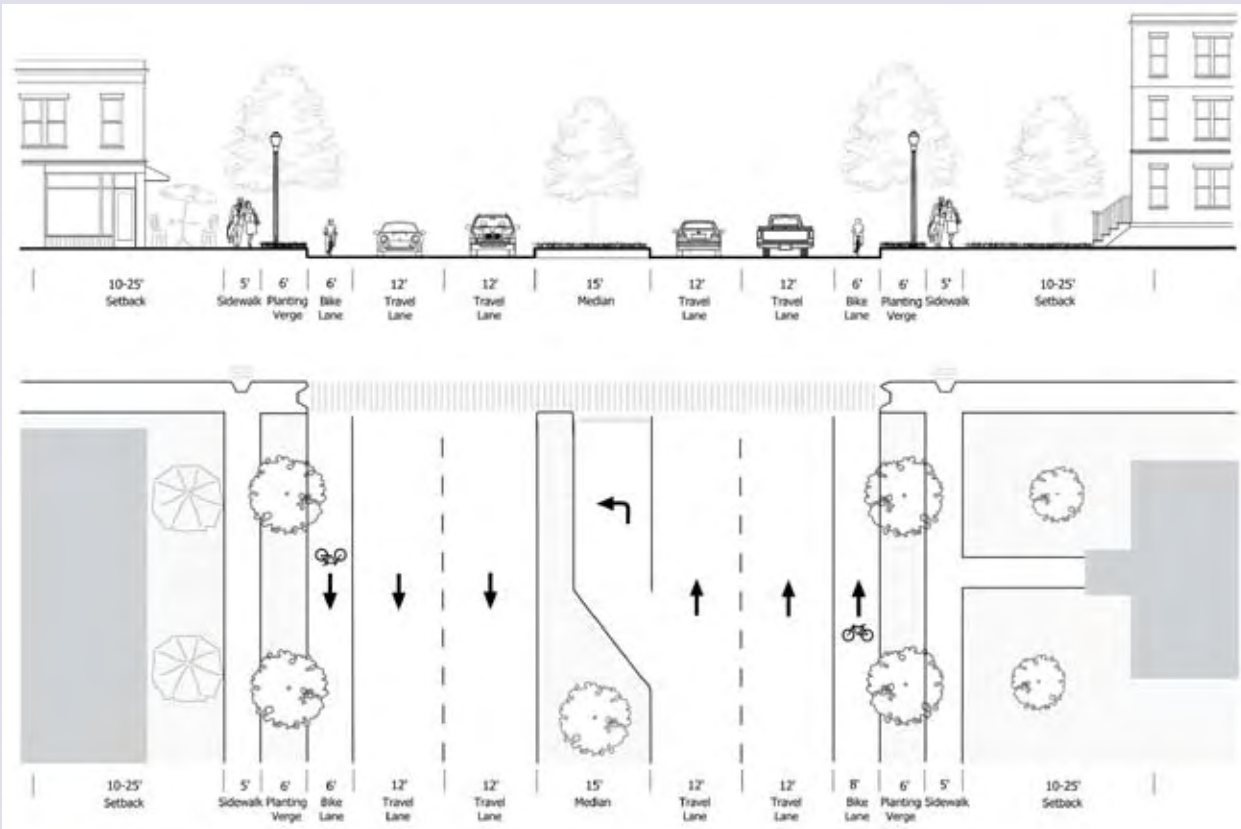 10-25' 5' 6' 6' 12' 12' 15' 12' 12' 6' 6' 5' 10-25'
Setback Sidewalk Planting Bike Travel Travel Median Travel Travel Bike Planting Sidewalk Setback
Verge Lane Lane Lane Lane Lane Lane Verge
10-25' 5' 6' 6' 12' 12' 15' 12' 12' 8' 6' 5' 10-25'
Setback Sidewalk Planting Bike Travel Travel Median Travel Travel Bike Planting Sidewalk Setback
Verge Lane Lane Lane Lane Lane Lane Verge